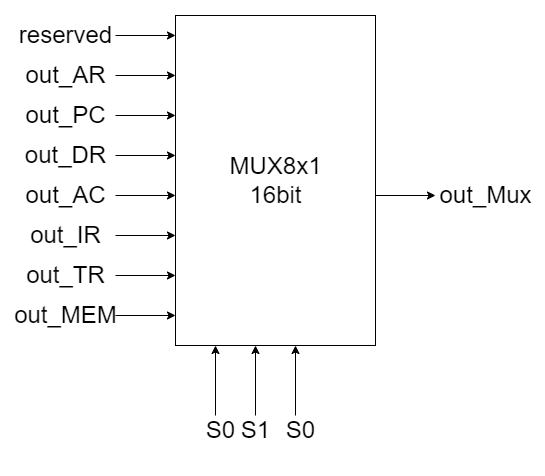 reserved
out_AR
out_PC
out_DR
out_AC
out_IR
out_TR
out_MEM
MUX8x1
16bit
out_Mux
S0 S1 S0